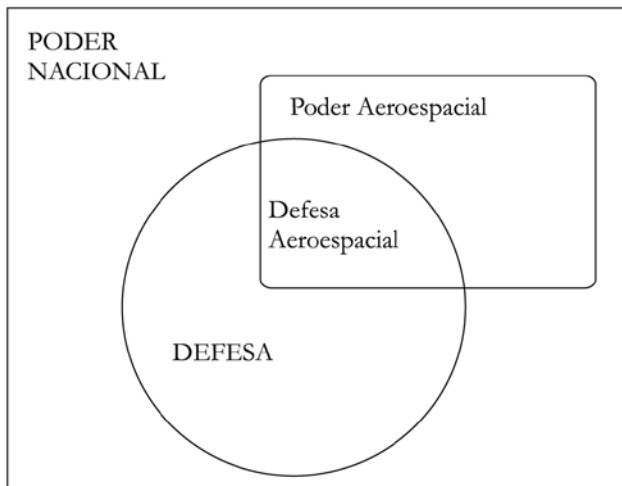 PODER
NACIONAL
Poder Aeroespacial
Defesa
Aeroespacial
DEFESA